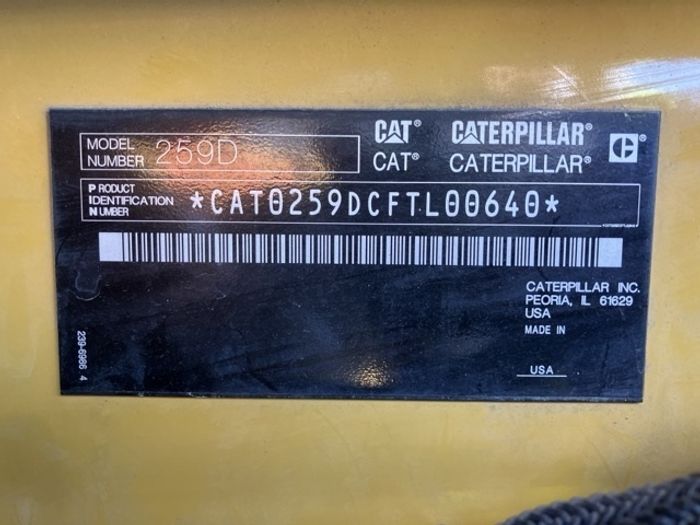 MODEL NUMBER 259D
CAT® CATERPILLAR®
CAT® CATERPILLAR®
PRODUCT IDENTIFICATION NUMBER *CAT0259DCFTL00640*
CATERPILLAR INC.
PEORIA, IL 61629
USA
MADE IN
USA
239-6986 4